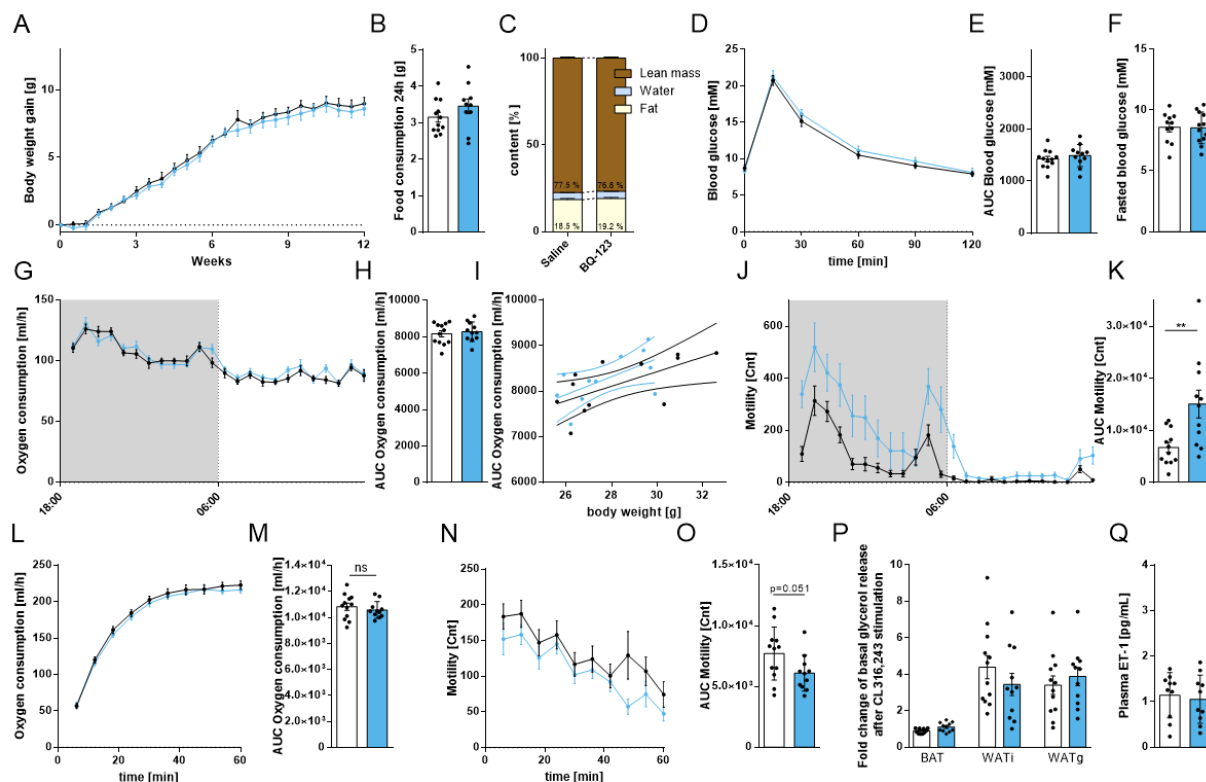 A
Body weight gain [g]
10
5
0
0
3
6
9
12
Weeks
B
Food consumption 24h [g]
5
4
3
2
1
0
C
content [%]
100
50
0
77.5 %
75.8 %
18.5 %
19.2 %
Saline
BQ-123
Lean mass
Water
Fat
D
Blood glucose [mM]
25
20
15
10
5
0
0
30
60
90
120
time [min]
E
AUC Blood glucose [mM]
3000
2000
1000
0
F
Fasted blood glucose [mM]
15
10
5
0
G
Oxygen consumption [ml/h]
150
100
50
0
18:00
06:00
H
AUC Oxygen consumption [ml/h]
10000
8000
6000
4000
2000
0
I
AUC Oxygen consumption [ml/h]
10000
9000
8000
7000
6000
26
28
30
32
body weight [g]
J
Motility [Cnt]
600
400
200
0
18:00
06:00
K
AUC Motility [Cnt]
3.0×10⁴
2.0×10⁴
1.0×10⁴
0
**
L
Oxygen consumption [ml/h]
250
200
150
100
50
0
0
20
40
60
time [min]
M
AUC Oxygen consumption [ml/h]
1.4×10⁴
1.2×10⁴
1.0×10⁴
8.0×10³
6.0×10³
4.0×10³
2.0×10³
0
ns
N
Motility [Cnt]
250
200
150
100
50
0
0
20
40
60
time [min]
O
AUC Motility [Cnt]
1.5×10⁴
1.0×10⁴
5.0×10³
0
p=0.051
P
Fold change of basal glycerol release
after CL316,243 stimulation
10
8
6
4
2
0
BAT
WATi
WATg
Q
Plasma ET-1 [pg/mL]
4
3
2
1
0